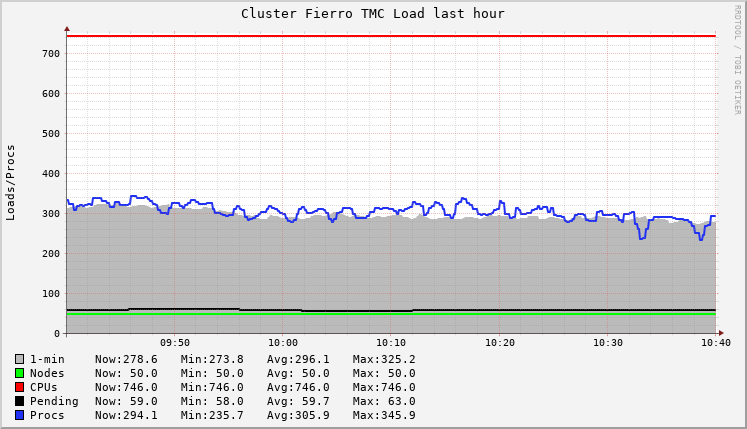 Cluster Fierro TMC Load last hour
RRDTOOL / TOBI OETIKER
Loads/Procs
700
600
500
400
300
200
100
0
09:50 10:00 10:10 10:20 10:30 10:40
1-min Now:278.6 Min:273.8 Avg:296.1 Max:325.2
Nodes Now: 50.0 Min: 50.0 Avg: 50.0 Max: 50.0
CPUs Now:746.0 Min:746.0 Avg:746.0 Max:746.0
Pending Now: 59.0 Min: 58.0 Avg: 59.7 Max: 63.0
Procs Now:294.1 Min:235.7 Avg:305.9 Max:345.9